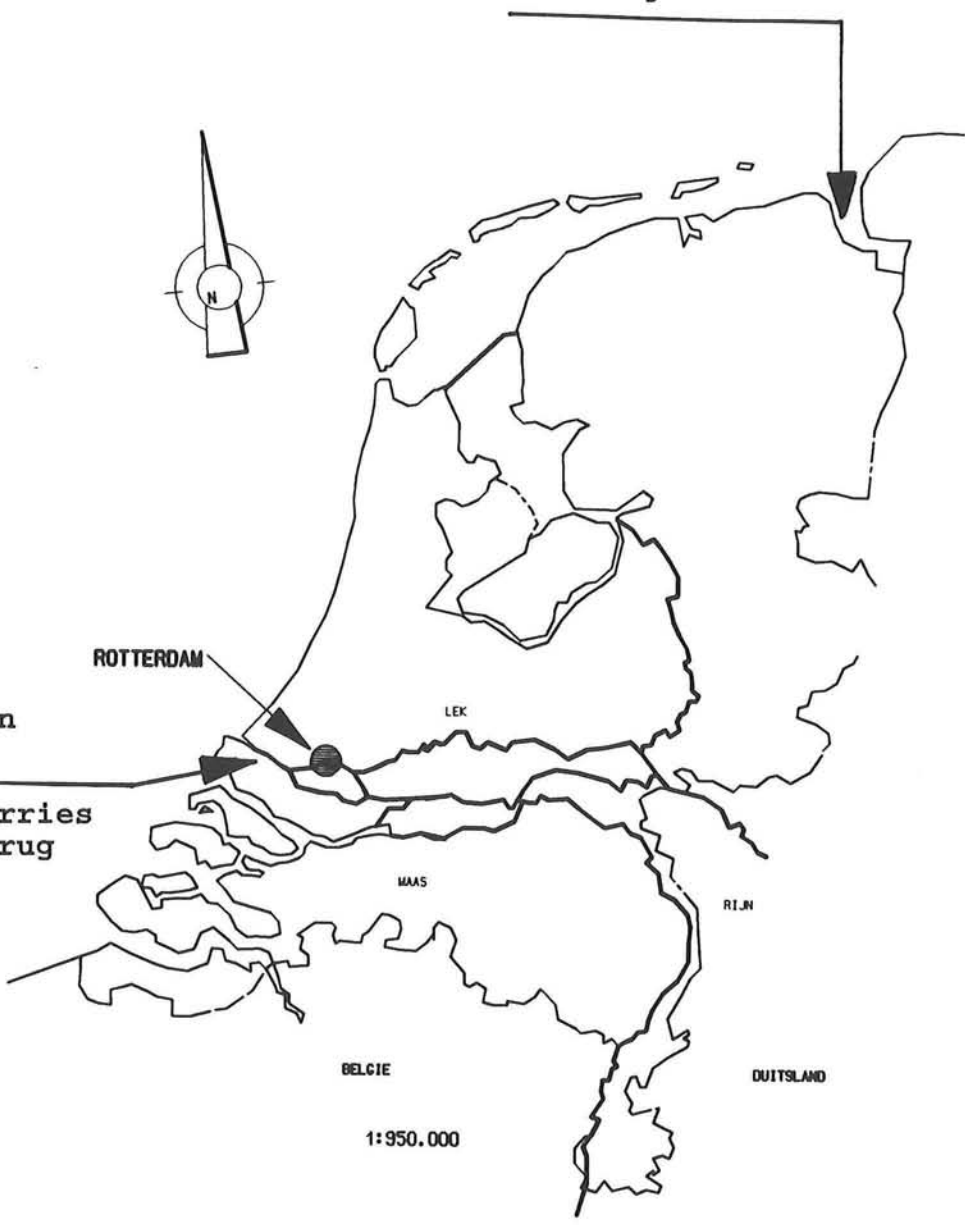 N
ROTTERDAM
LEK
n
rries
rug
MAAS
RIJN
BELGIE
DUITSLAND
1:950.000